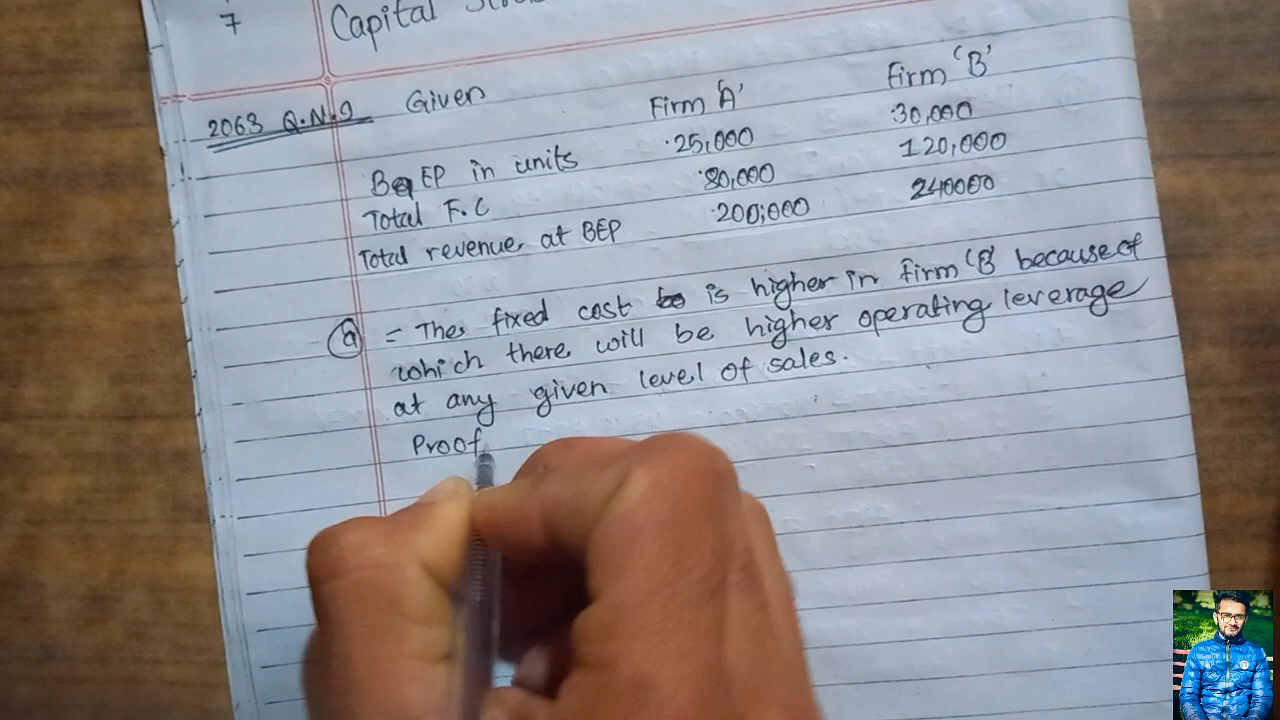 7
Capital
2063 Q.N.9 Given
Firm 'A' Firm 'B'
BEP in units 25,000 30,000
Total F.C 80,000 120,000
Total revenue at BEP 200,000 240000
(a) = The fixed cost is higher in firm 'B' because of
which there will be higher operating leverage
at any given level of sales.
Proof